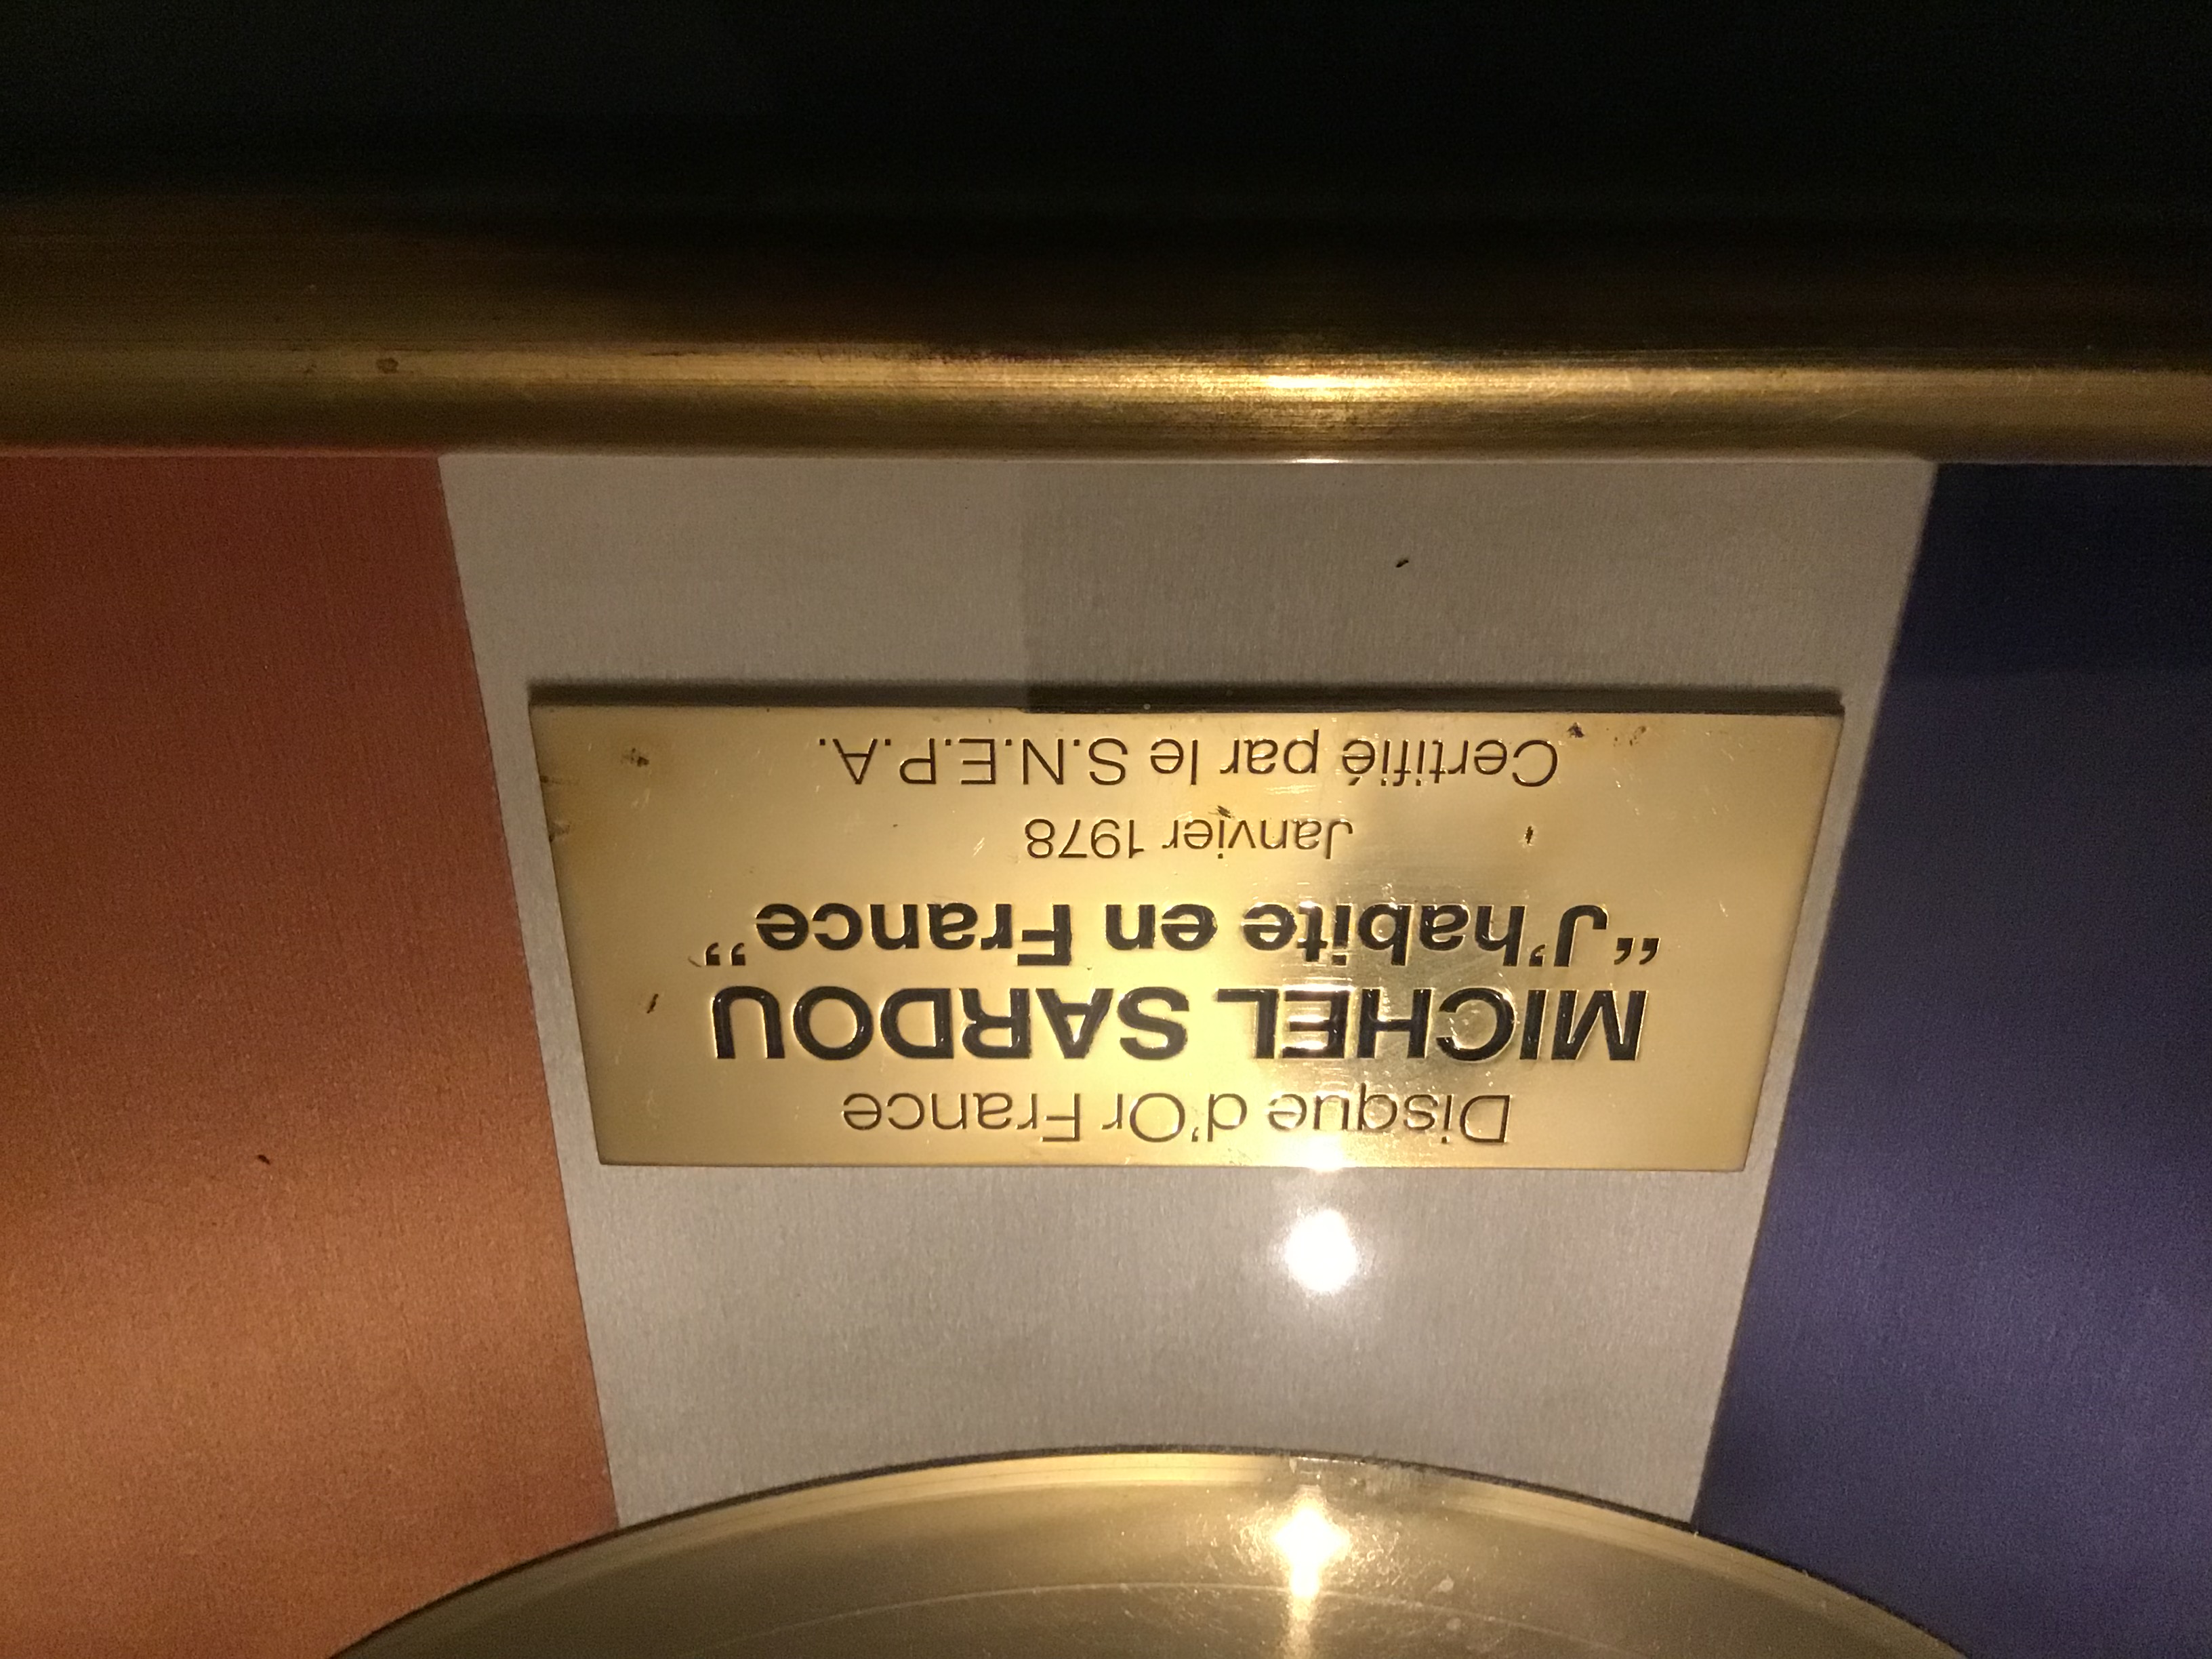 Disque d'Or France
MICHEL SARDOU
“J'habite en France”
Janvier 1978
Certifié par le S.N.E.P.A.